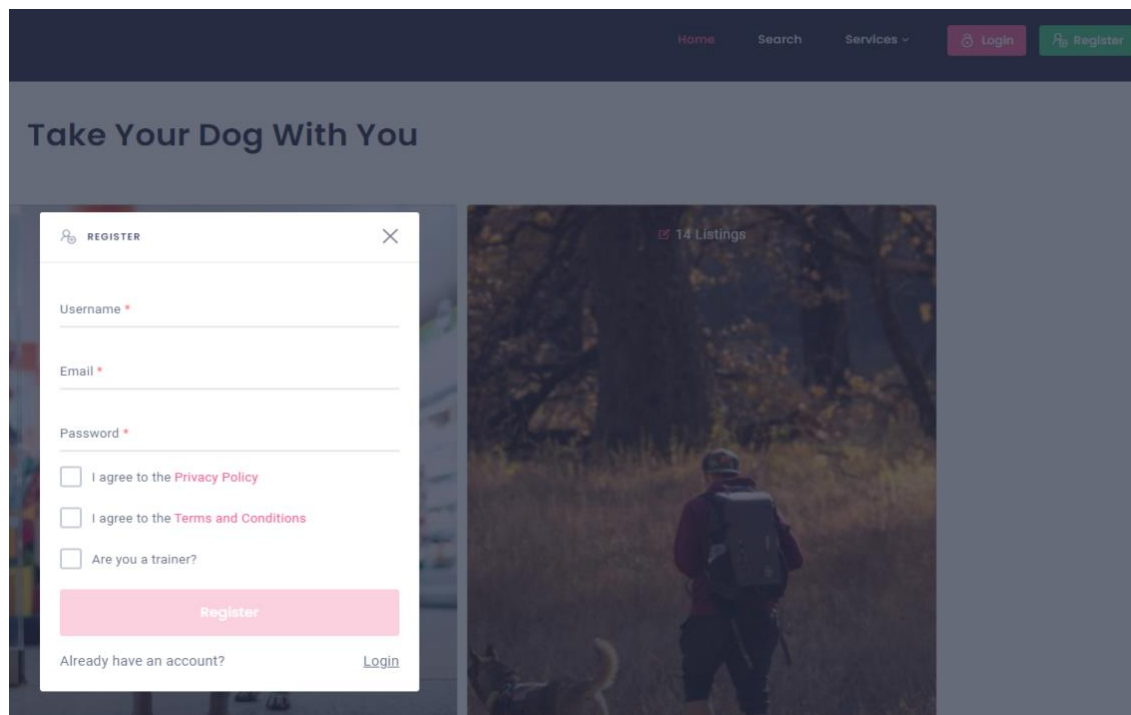 Home Search Services Login Register
Take Your Dog With You
REGISTER
14 Listings
Username *
Email *
Password *
I agree to the Privacy Policy
I agree to the Terms and Conditions
Are you a trainer?
Register
Already have an account? Login